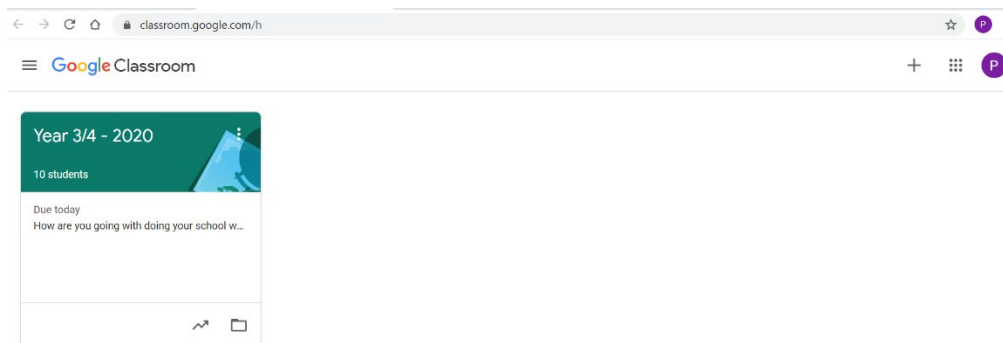 classroom.google.com/h
P
Google Classroom
P
Year 3/4 - 2020
10 students
Due today
How are you going with doing your school w...